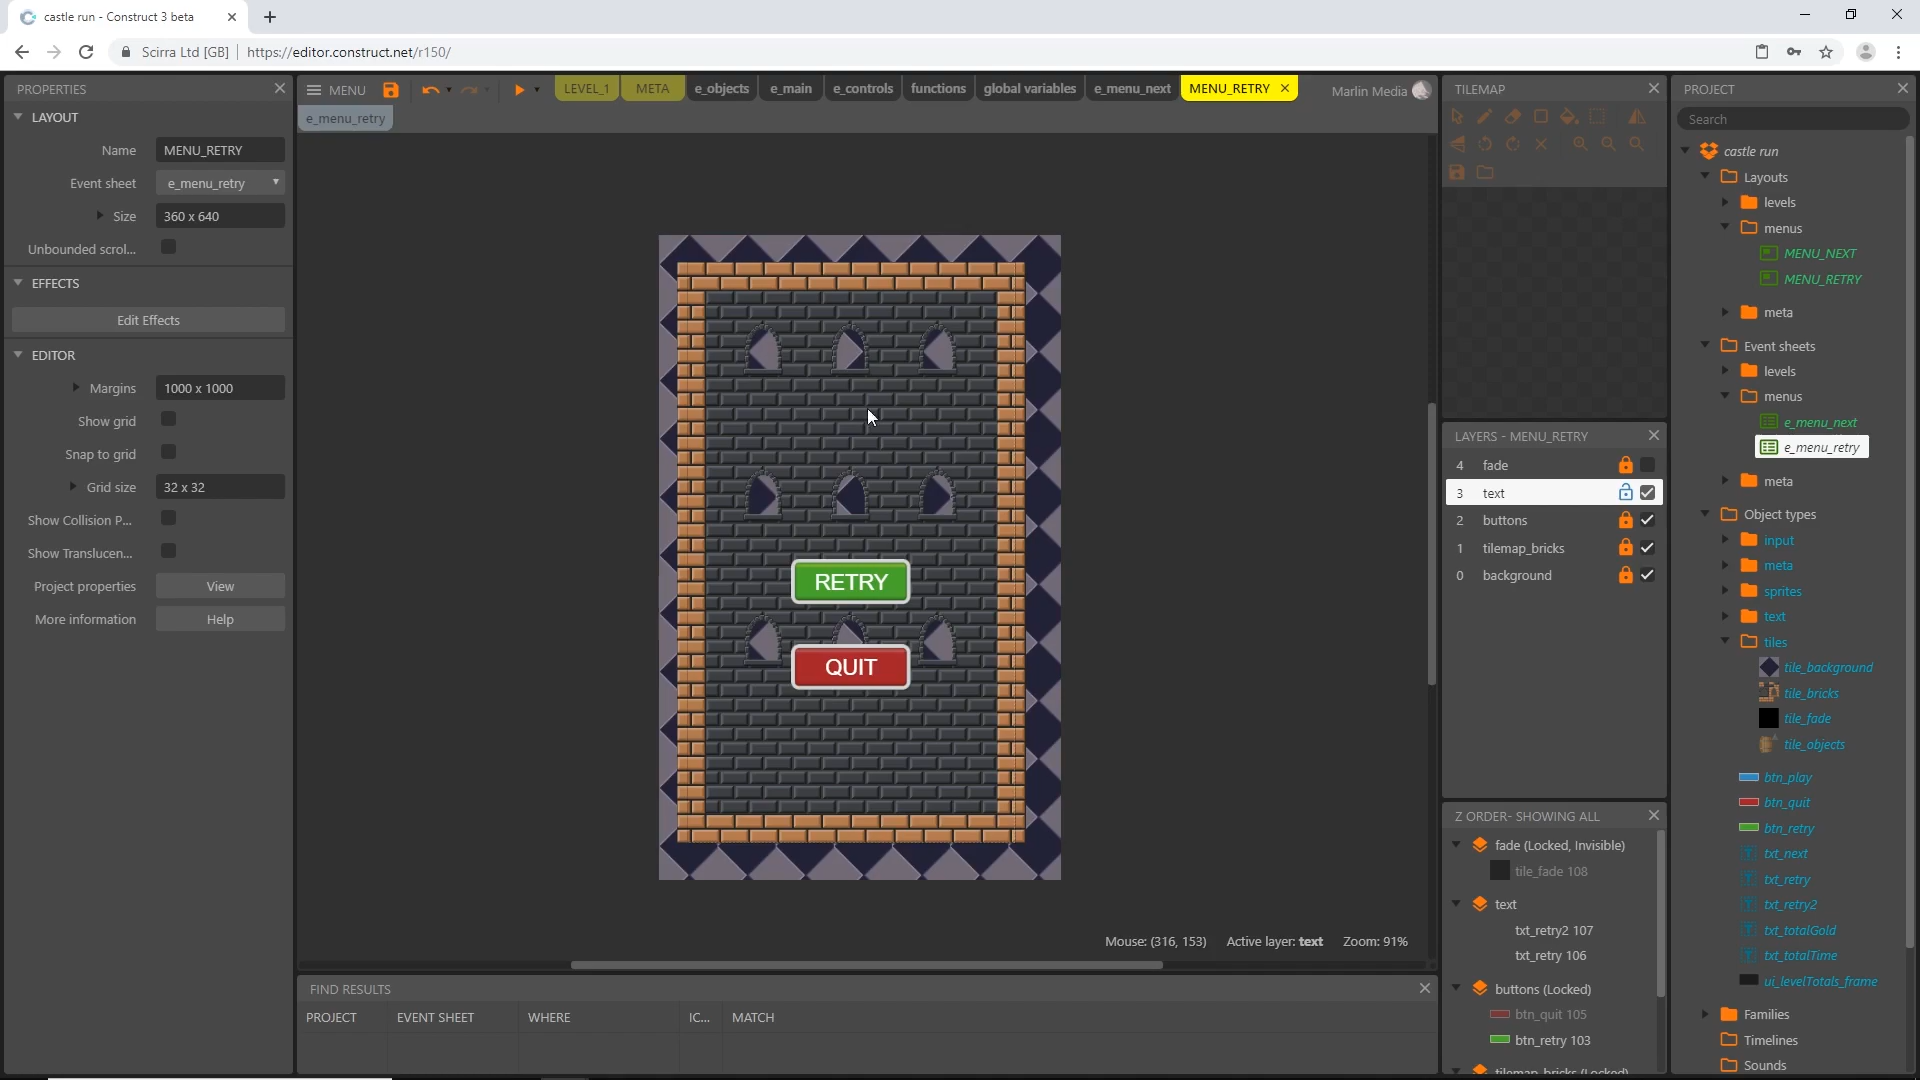 castle run - Construct 3 beta
Scirra Ltd [GB] | https://editor.construct.net/r150/
PROPERTIES
LAYOUT
Name MENU_RETRY
Event sheet e_menu_retry
Size 360 x 640
Unbounded scrol...
EFFECTS
Edit Effects
EDITOR
Margins 1000 x 1000
Show grid
Snap to grid
Grid size 32 x 32
Show Collision P...
Show Translucen...
Project properties View
More information Help
MENU LEVEL_1 META e_objects e_main e_controls functions global variables e_menu_next MENU_RETRY Marlin Media
e_menu_retry
RETRY
QUIT
Mouse: (316, 153) Active layer: text Zoom: 91%
FIND RESULTS
PROJECT EVENT SHEET WHERE IC... MATCH
TILEMAP
LAYERS - MENU_RETRY
4 fade
3 text
2 buttons
1 tilemap_bricks
0 background
Z ORDER- SHOWING ALL
fade (Locked, Invisible)
tile_fade 108
text
txt_retry2 107
txt_retry 106
buttons (Locked)
btn_quit 105
btn_retry 103
tilemap_bricks (Locked)
PROJECT
Search
castle run
Layouts
levels
menus
MENU_NEXT
MENU_RETRY
meta
Event sheets
levels
menus
e_menu_next
e_menu_retry
meta
Object types
input
meta
sprites
text
tiles
tile_background
tile_bricks
tile_fade
tile_objects
btn_play
btn_quit
btn_retry
txt_next
txt_retry
txt_retry2
txt_totalGold
txt_totalTime
ui_levelTotals_frame
Families
Timelines
Sounds